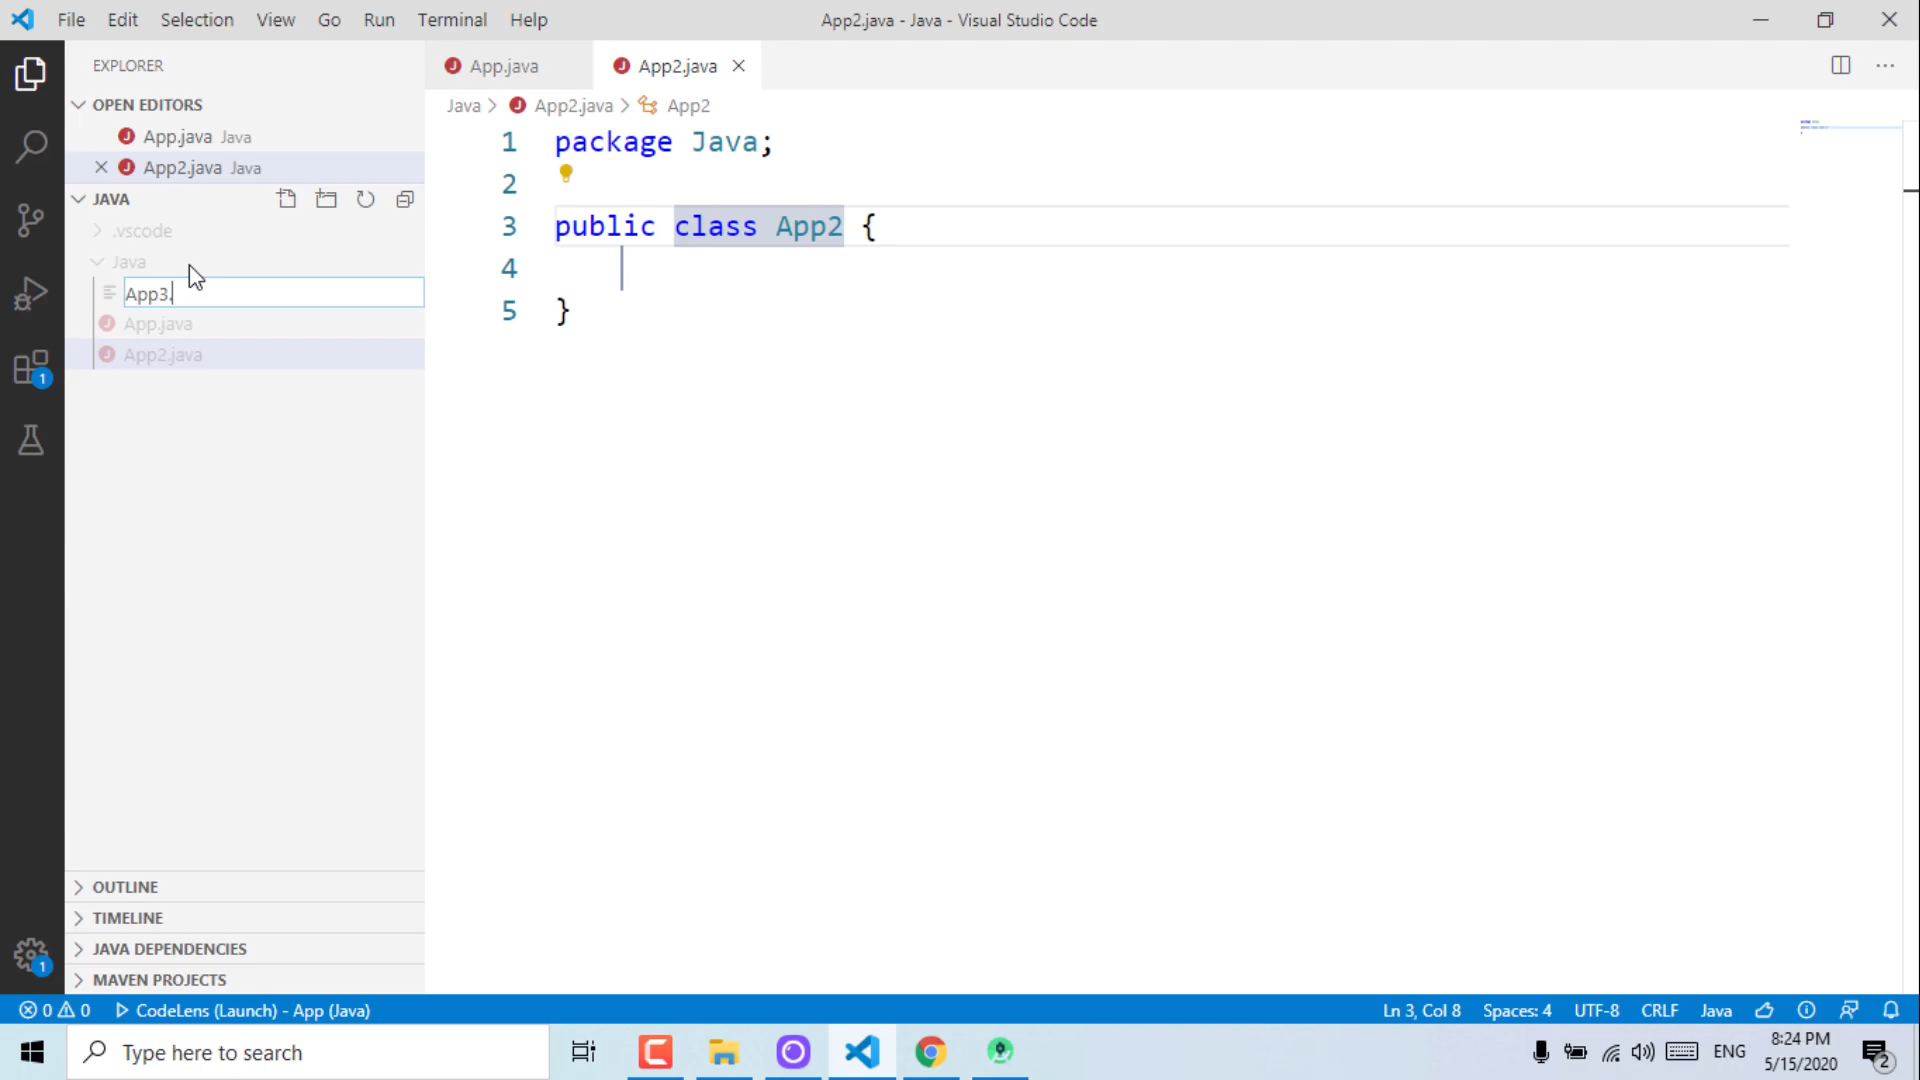 File Edit Selection View Go Run Terminal Help
App2.java - Java - Visual Studio Code
EXPLORER
OPEN EDITORS
App.java Java
App2.java Java
JAVA
.vscode
Java
App3.
App.java
App2.java
OUTLINE
TIMELINE
JAVA DEPENDENCIES
MAVEN PROJECTS
App.java
App2.java
Java > App2.java > App2
1 package Java;
2
3 public class App2 {
4
5 }
1
1
0 0 CodeLens (Launch) - App (Java)
Ln 3, Col 8 Spaces: 4 UTF-8 CRLF Java
Type here to search
ENG
8:24 PM
5/15/2020
2